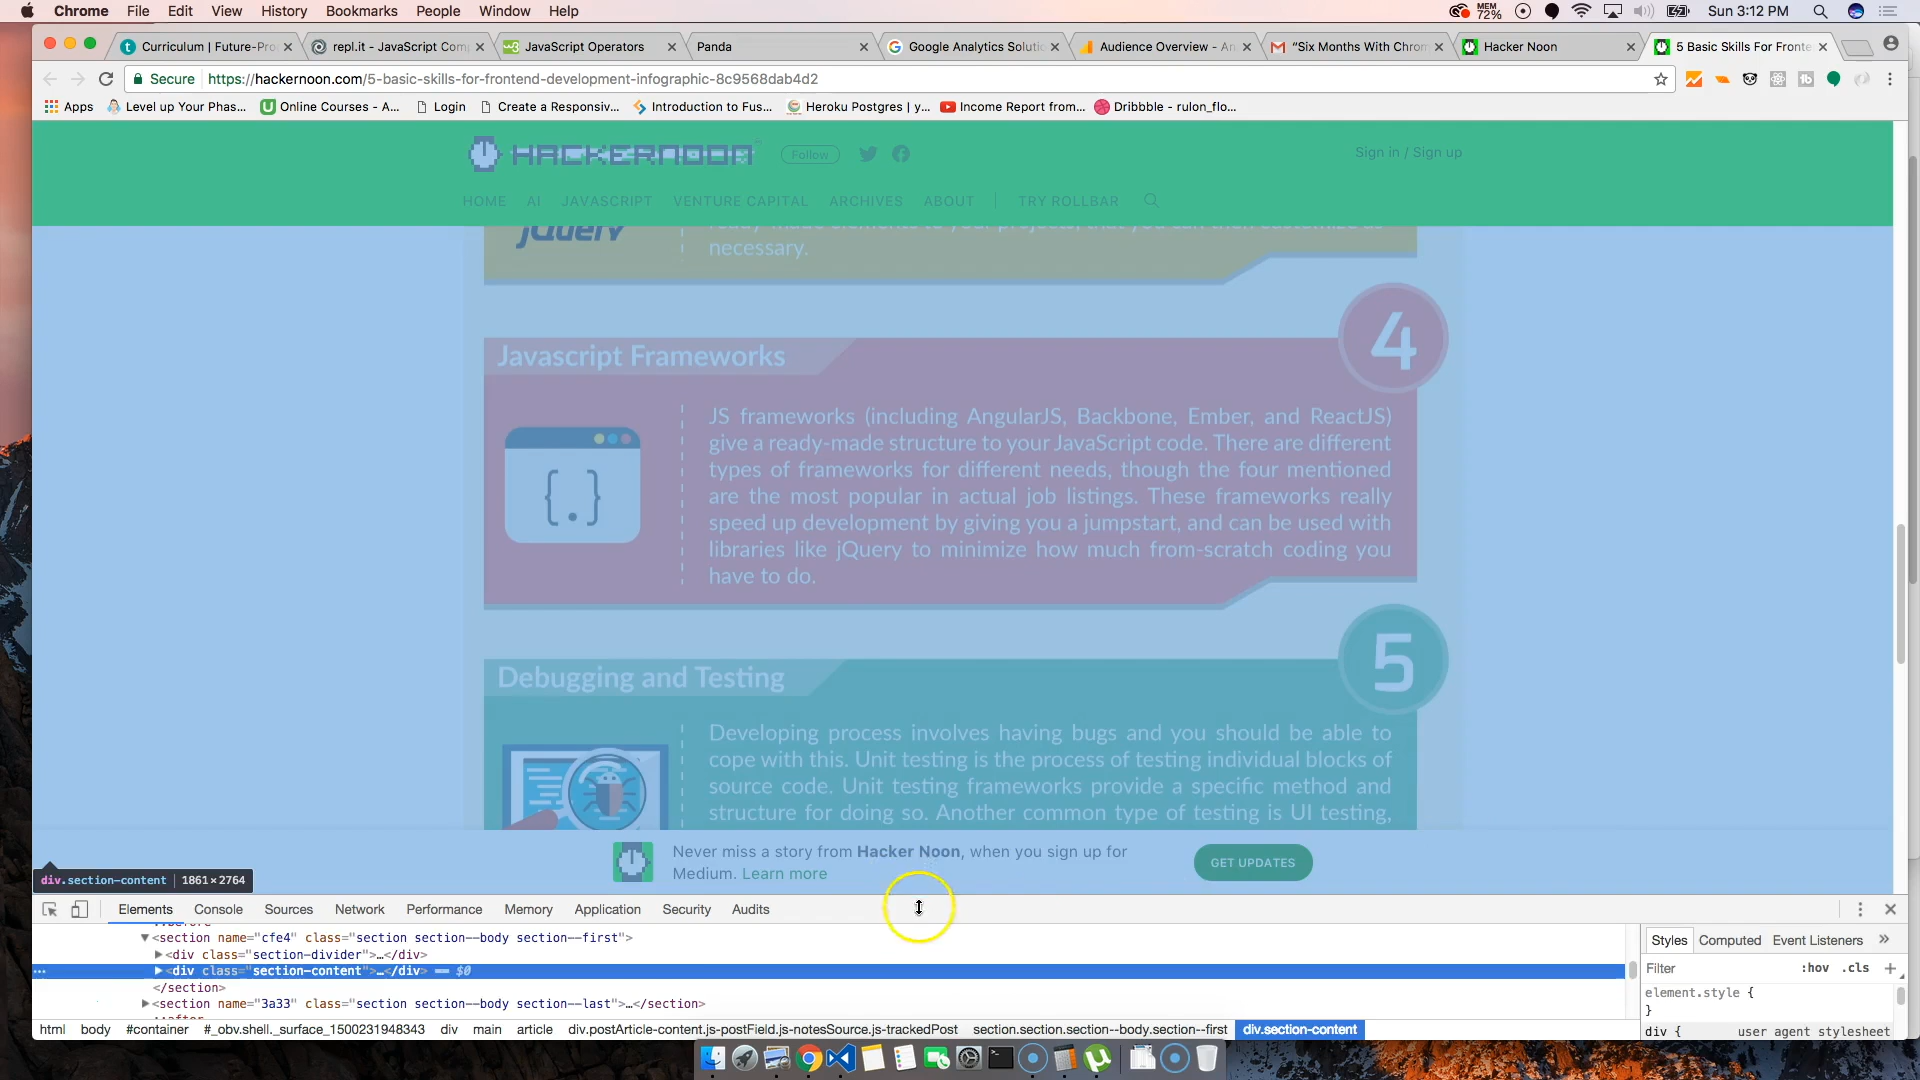 Chrome File Edit View History Bookmarks People Window Help MEM 72% Sun 3:12 PM
Curriculum | Future-Pro repl.it - JavaScript Com JavaScript Operators Panda Google Analytics Soluti Audience Overview - An "Six Months With Chrom Hacker Noon 5 Basic Skills For Fronte
Secure https://hackernoon.com/5-basic-skills-for-frontend-development-infographic-8c9568dab4d2
Apps Level up Your Phas... Online Courses - A... Login Create a Responsiv... Introduction to Fus... Heroku Postgres | y... Income Report from... Dribbble - rulon_flo...
HACKERNOON Follow Sign in / Sign up
HOME AI JAVASCRIPT VENTURE CAPITAL ARCHIVES ABOUT TRY ROLLBAR
jQuery
ready-made elements to your projects, that you can then customize as
necessary.
4
Javascript Frameworks
JS frameworks (including AngularJS, Backbone, Ember, and ReactJS)
give a ready-made structure to your JavaScript code. There are different
types of frameworks for different needs, though the four mentioned
are the most popular in actual job listings. These frameworks really
speed up development by giving you a jumpstart, and can be used with
libraries like jQuery to minimize how much from-scratch coding you
have to do.
{.}
5
Debugging and Testing
Developing process involves having bugs and you should be able to
cope with this. Unit testing is the process of testing individual blocks of
source code. Unit testing frameworks provide a specific method and
structure for doing so. Another common type of testing is UI testing,
Never miss a story from Hacker Noon, when you sign up for
Medium. Learn more
GET UPDATES
div.section-content | 1861×2764
Elements Console Sources Network Performance Memory Application Security Audits
<section name="cfe4" class="section section--body section--first">
<div class="section-divider">…</div>
<div class="section-content">…</div> == $0
</section>
<section name="3a33" class="section section--body section--last">…</section>
Styles Computed Event Listeners »
Filter :hov .cls +
element.style {
}
div { user agent stylesheet
html body #container #_obv.shell._surface_1500231948343 div main article div.postArticle-content.js-postField.js-notesSource.js-trackedPost section.section.section--body.section--first div.section-content